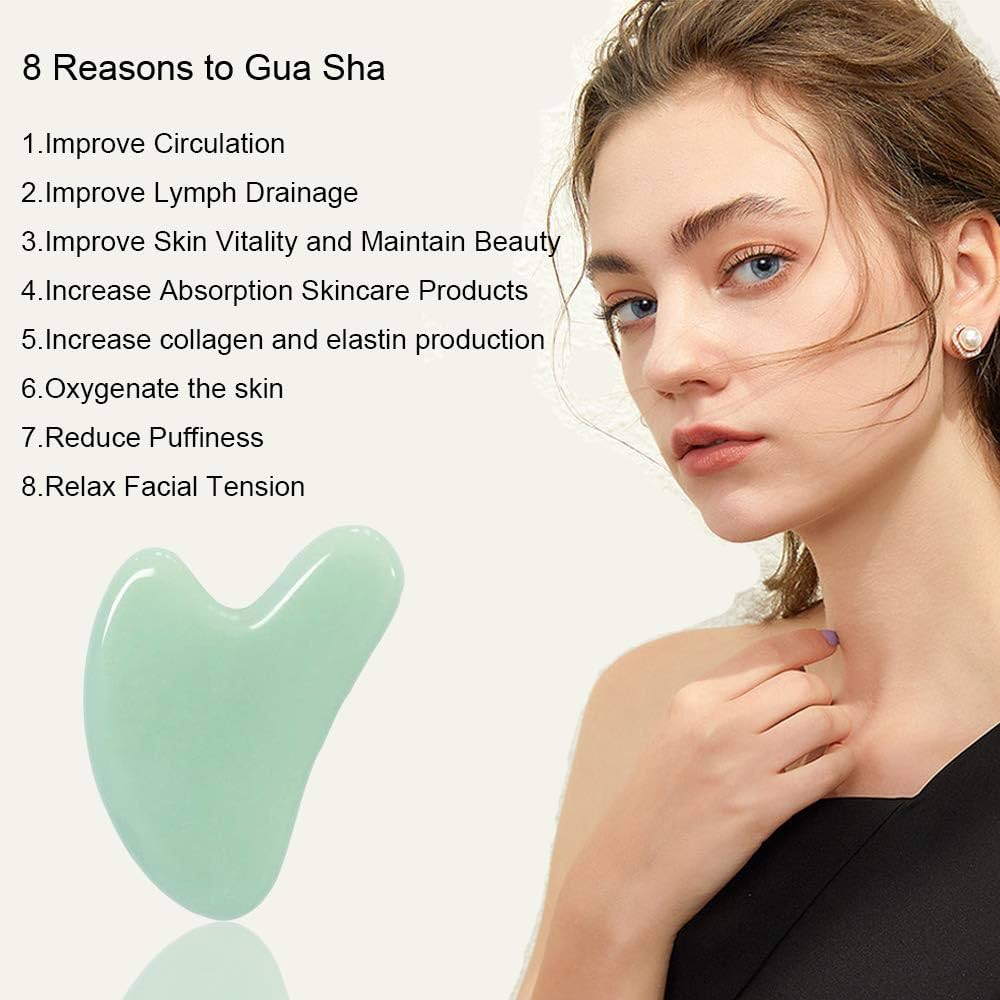 8 Reasons to Gua Sha
1.Improve Circulation
2.Improve Lymph Drainage
3.Improve Skin Vitality and Maintain Beauty
4.Increase Absorption Skincare Products
5.Increase collagen and elastin production
6.Oxygenate the skin
7.Reduce Puffiness
8.Relax Facial Tension